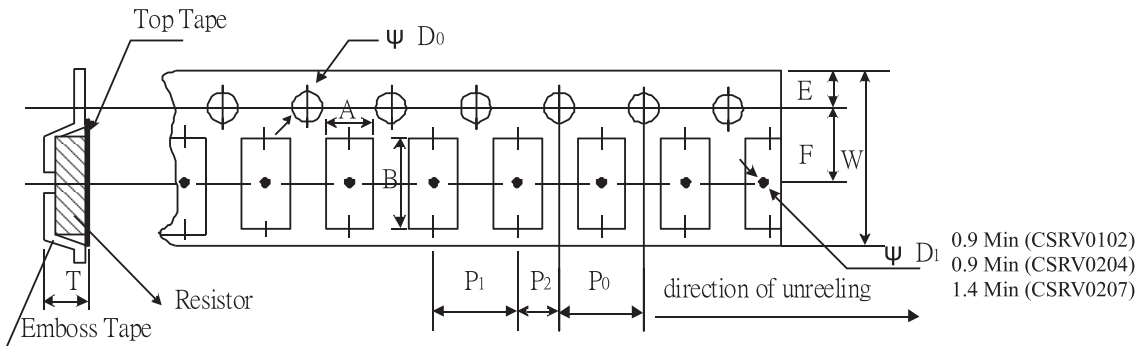 Top Tape
ψ D0
A
E
B
F
W
T
Resistor
Emboss Tape
P1
P2
P0
direction of unreeling
ψ D1
0.9 Min (CSRV0102)
0.9 Min (CSRV0204)
1.4 Min (CSRV0207)